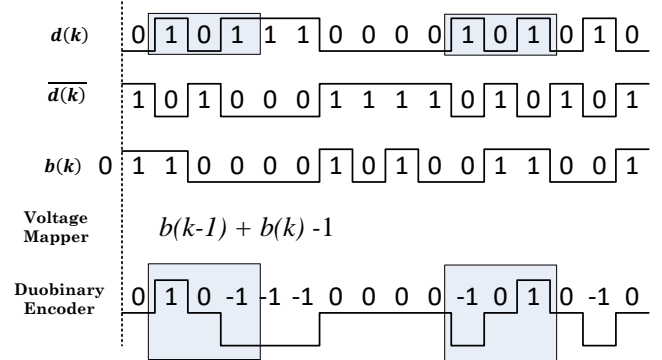 d(k) 0 1 0 1 1 1 0 0 0 0 1 0 1 0 1 0
d(k) 1 0 1 0 0 0 1 1 1 1 0 1 0 1 0 1
b(k) 0 1 1 0 0 0 0 1 0 1 0 0 1 1 0 0 1
Voltage
Mapper
b(k-1) + b(k) -1
Duobinary
Encoder
0 1 0 -1 -1 -1 0 0 0 0 -1 0 1 0 -1 0